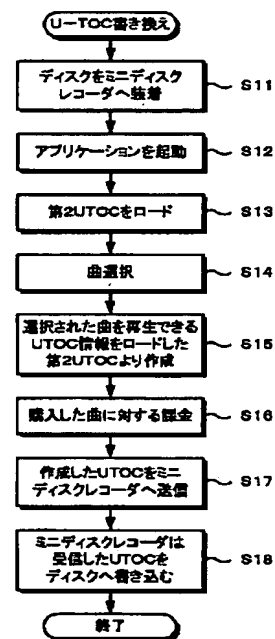 U-TOC書き換え
ディスクをミニディスク
レコーダへ装着
S11
アプリケーションを起動
S12
第2UTOCをロード
S13
曲選択
S14
選択された曲を再生できる
UTOC情報をロードした
第2UTOCより作成
S15
購入した曲に対する課金
S16
作成したUTOCをミニ
ディスクレコーダへ送信
S17
ミニディスクレコーダは
受信したUTOCを
ディスクへ書き込む
S18
終了